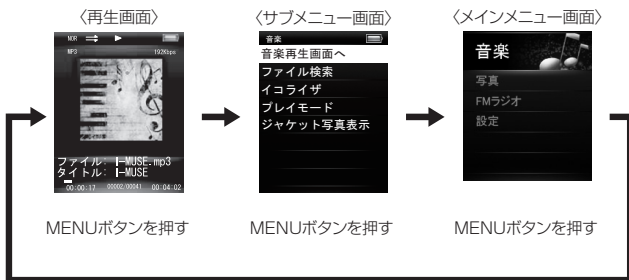 〈再生画面〉
NOR
MP3 192Kbps
ファイル: I-MUSE.mp3
タイトル: I-MUSE
00:00:17 00002/00041 00:04:02
MENUボタンを押す
〈サブメニュー画面〉
音楽
音楽再生画面へ
ファイル検索
イコライザ
プレイモード
ジャケット写真表示
MENUボタンを押す
〈メインメニュー画面〉
音楽
写真
FMラジオ
設定
MENUボタンを押す